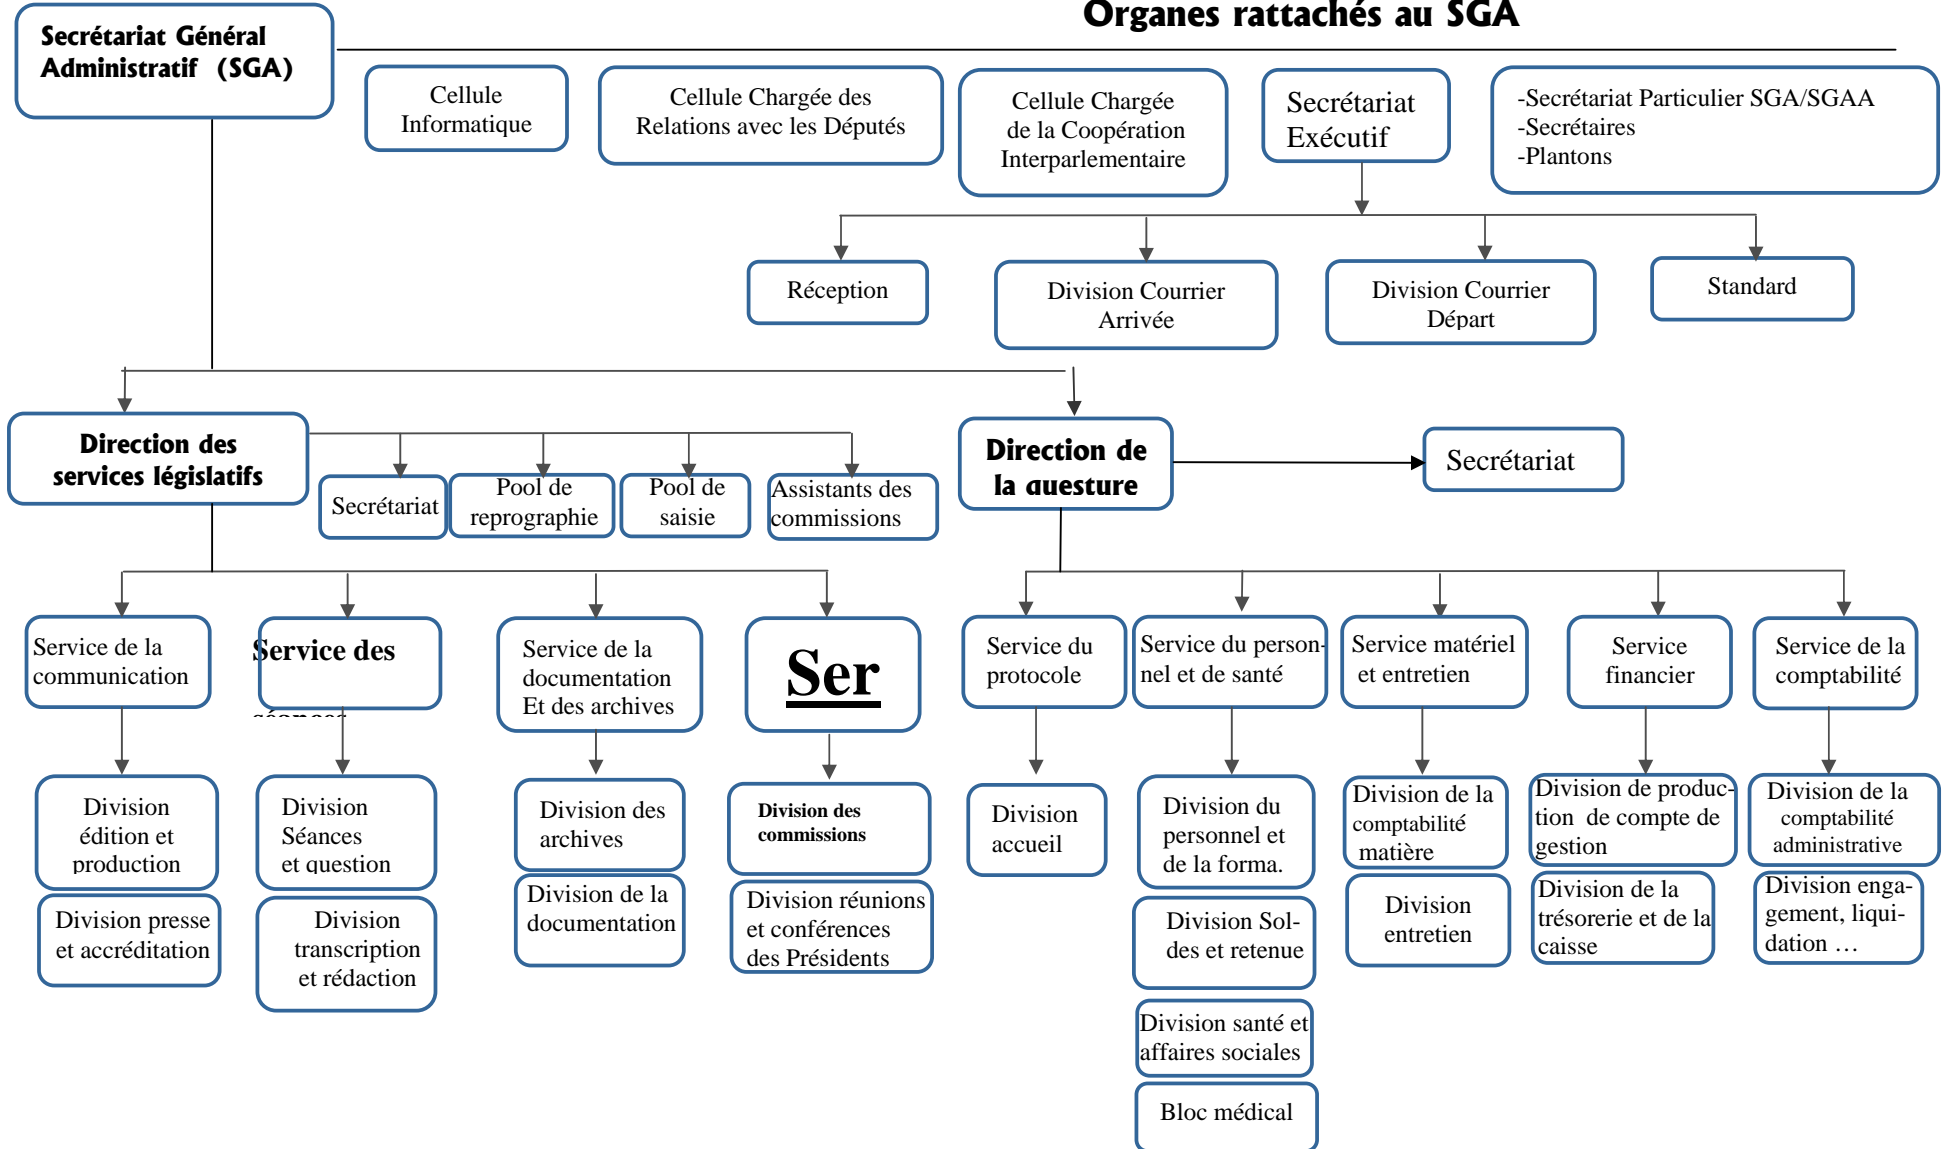 Organes rattachés au SGA
Secrétariat Général
Administratif (SGA)
Cellule
Informatique
Cellule Chargée des
Relations avec les Députés
Cellule Chargée
de la Coopération
Interparlementaire
Secrétariat
Exécutif
-Secrétariat Particulier SGA/SGAA
-Secrétaires
-Plantons
Réception
Division Courrier
Arrivée
Division Courrier
Départ
Standard
Direction des
services législatifs
Secrétariat
Pool de
reprographie
Pool de
saisie
Assistants des
commissions
Direction de
la questure
Secrétariat
Service de la
communication
Service des
séances
Service de la
documentation
Et des archives
Ser
Service du
protocole
Service du person-
nel et de santé
Service matériel
et entretien
Service
financier
Service de la
comptabilité
Division
édition et
production
Division
Séances
et question
Division des
archives
Division des
commissions
Division
accueil
Division du
personnel et
de la forma.
Division de la
comptabilité
matière
Division de produc-
tion de compte de
gestion
Division de la
comptabilité
administrative
Division presse
et accréditation
Division
transcription
et rédaction
Division de la
documentation
Division réunions
et conférences
des Présidents
Division Sol-
des et retenue
Division
entretien
Division de la
trésorerie et de la
caisse
Division enga-
gement, liqui-
dation …
Division santé et
affaires sociales
Bloc médical